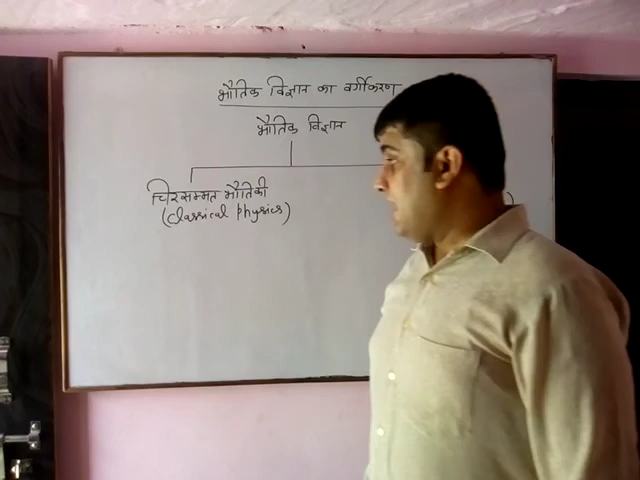 भौतिक विज्ञान का वर्गीकरण
भौतिक विज्ञान
चिरसम्मत भौतिकी
(classical physics)